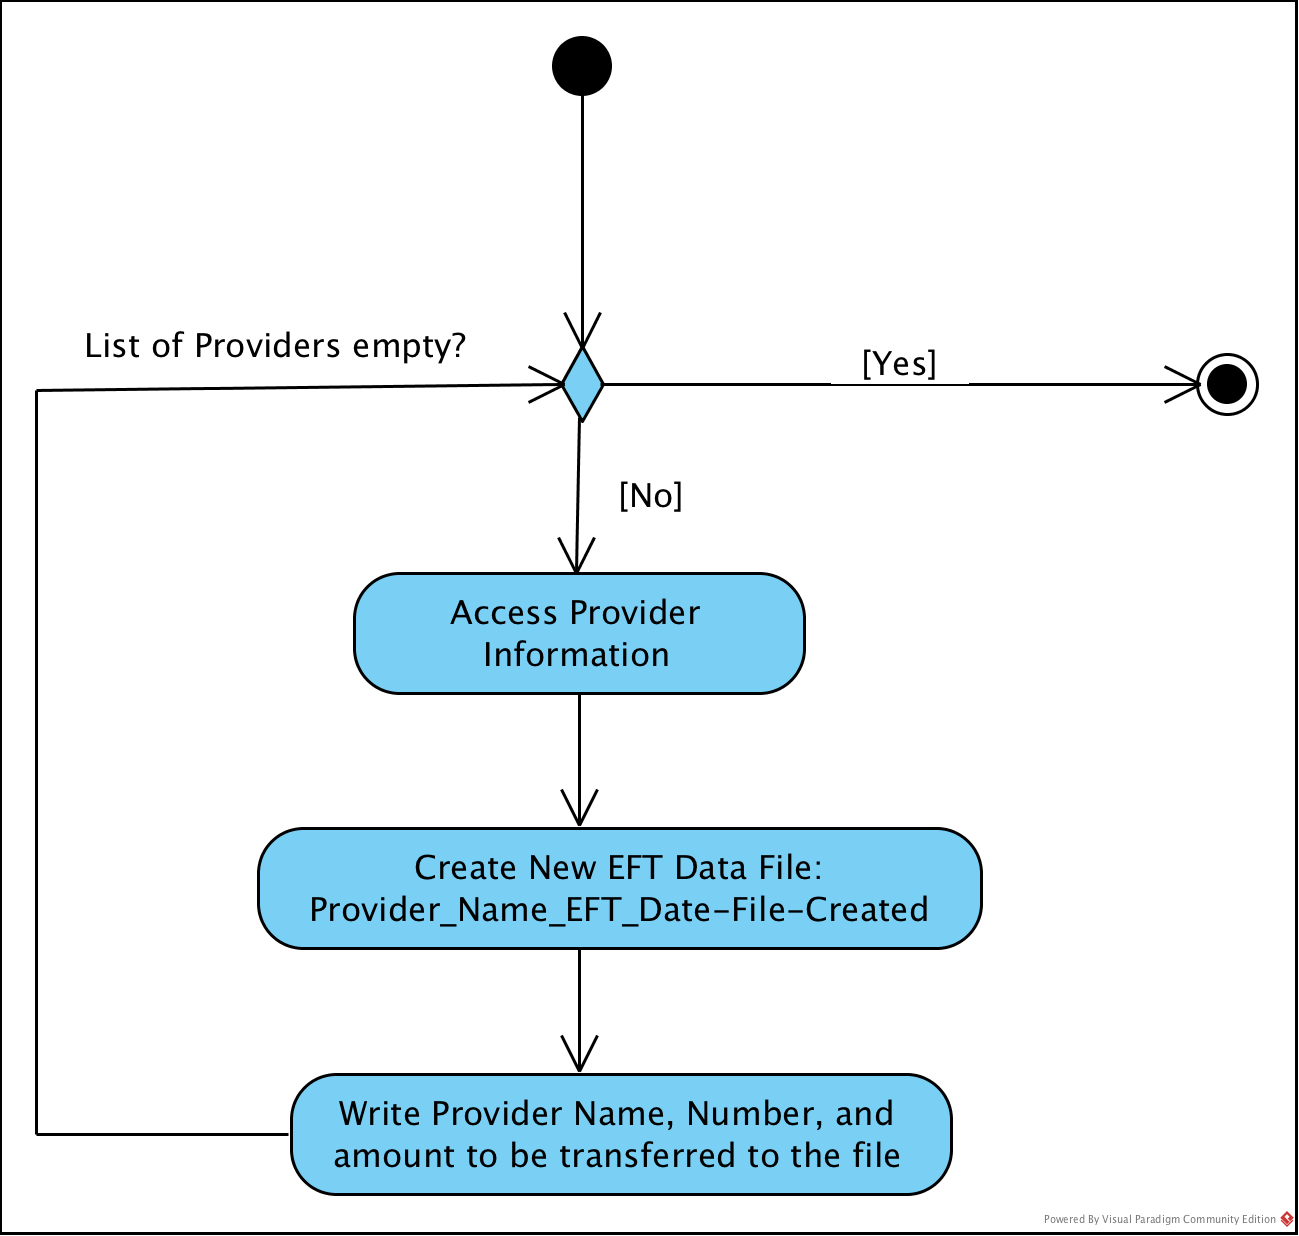 List of Providers empty?
[Yes]
[No]
Access Provider
Information
Create New EFT Data File:
Provider_Name_EFT_Date-File-Created
Write Provider Name, Number, and
amount to be transferred to the file
Powered By Visual Paradigm Community Edition